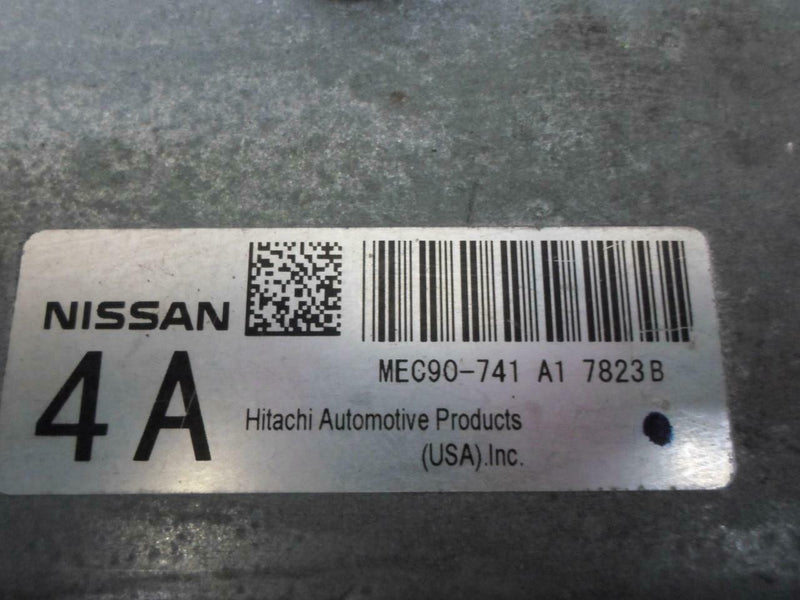 NISSAN
4A
MEC90-741 A1 7823B
Hitachi Automotive Products
(USA).Inc.